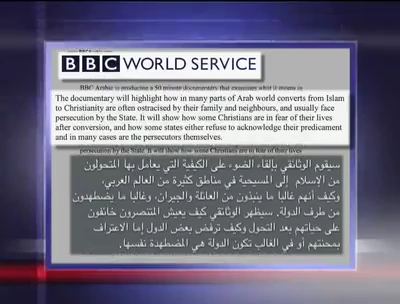 BBC WORLD SERVICE
BBC Arabic is producing a 50 minute documentary that examines what it means to
The documentary will highlight how in many parts of Arab world converts from Islam
to Christianity are often ostracised by their family and neighbours, and usually face
persecution by the State. It will show how some Christians are in fear of their lives
after conversion, and how some states either refuse to acknowledge their predicament
and in many cases are the persecutors themselves.
persecution by the State. It will show how some Christians are in fear of their lives
سيقوم الوثائقي بإلقاء الضوء على الكيفية التي يعامل بها المتحولون
من الإسلام إلى المسيحية في مناطق كثيرة من العالم العربي،
وكيف أنهم غالبا ما ينبذون من العائلة والجيران، وغالبا ما يضطهدون
من طرف الدولة. سيظهر الوثائقي كيف يعيش المتنصرون خائفون
على حياتهم بعد التحول وكيف ترفض بعض الدول إما الاعتراف
بمحنتهم أو في الغالب تكون الدولة هي المضطهدة نفسها.